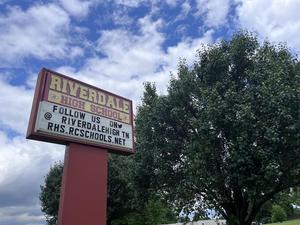 RIVERDALE
HIGH SCHOOL
FOLLOW US ON
@ RIVERDALEHIGH TN
RHS.RCSCHOOLS.NET